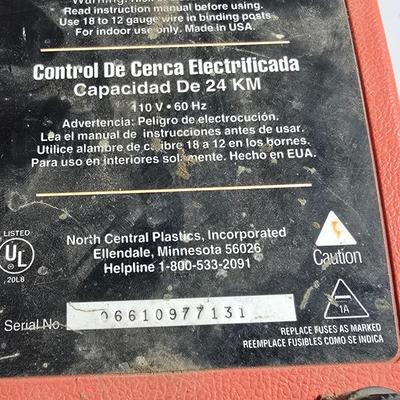 Read instruction manual before using.
Use 18 to 12 gauge wire in binding posts.
For indoor use only. Made in USA.
Control De Cerca Electrificada
Capacidad De 24 KM
110 V • 60 Hz
Advertencia: Peligro de electrocución.
Lea el manual de instrucciones antes de usar.
Utilice alambre de calibre 18 a 12 en los bornes.
Para uso en interiores solamente. Hecho en EUA.
LISTED
UL
20L8
North Central Plastics, Incorporated
Ellendale, Minnesota 56026
Helpline 1-800-533-2091
Caution
Serial No. 06610977131
1A
REPLACE FUSES AS MARKED
REEMPLACE FUSIBLES COMO SE INDICA